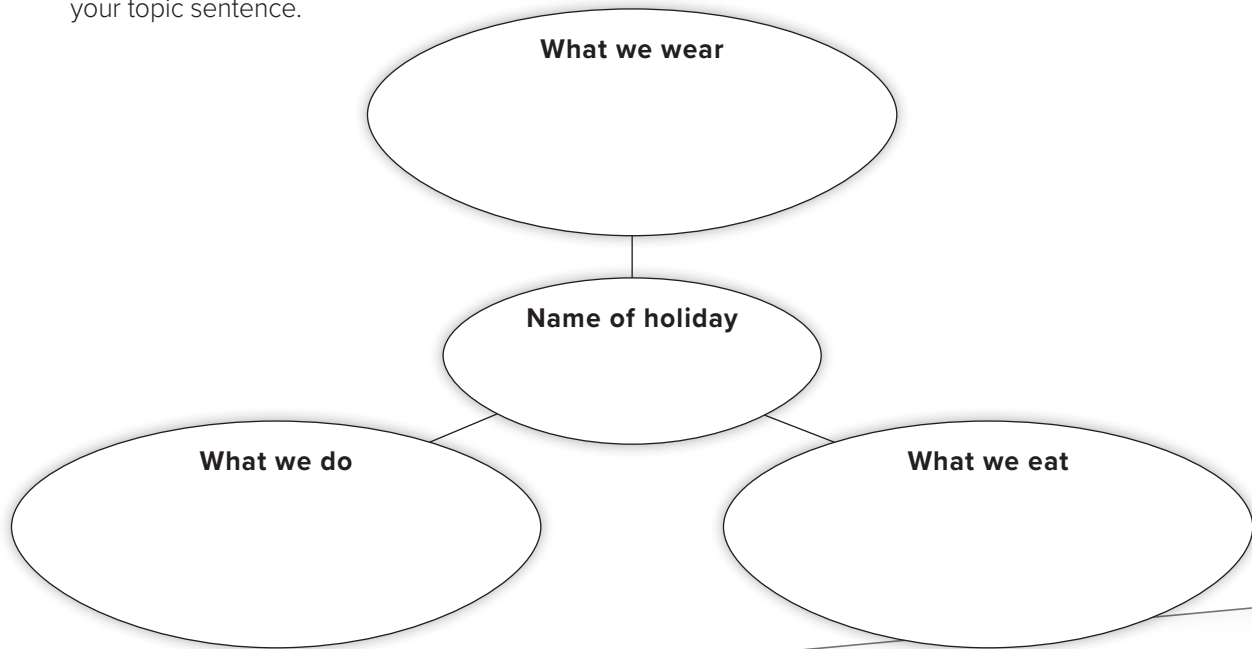 your topic sentence.
What we wear
Name of holiday
What we do
What we eat